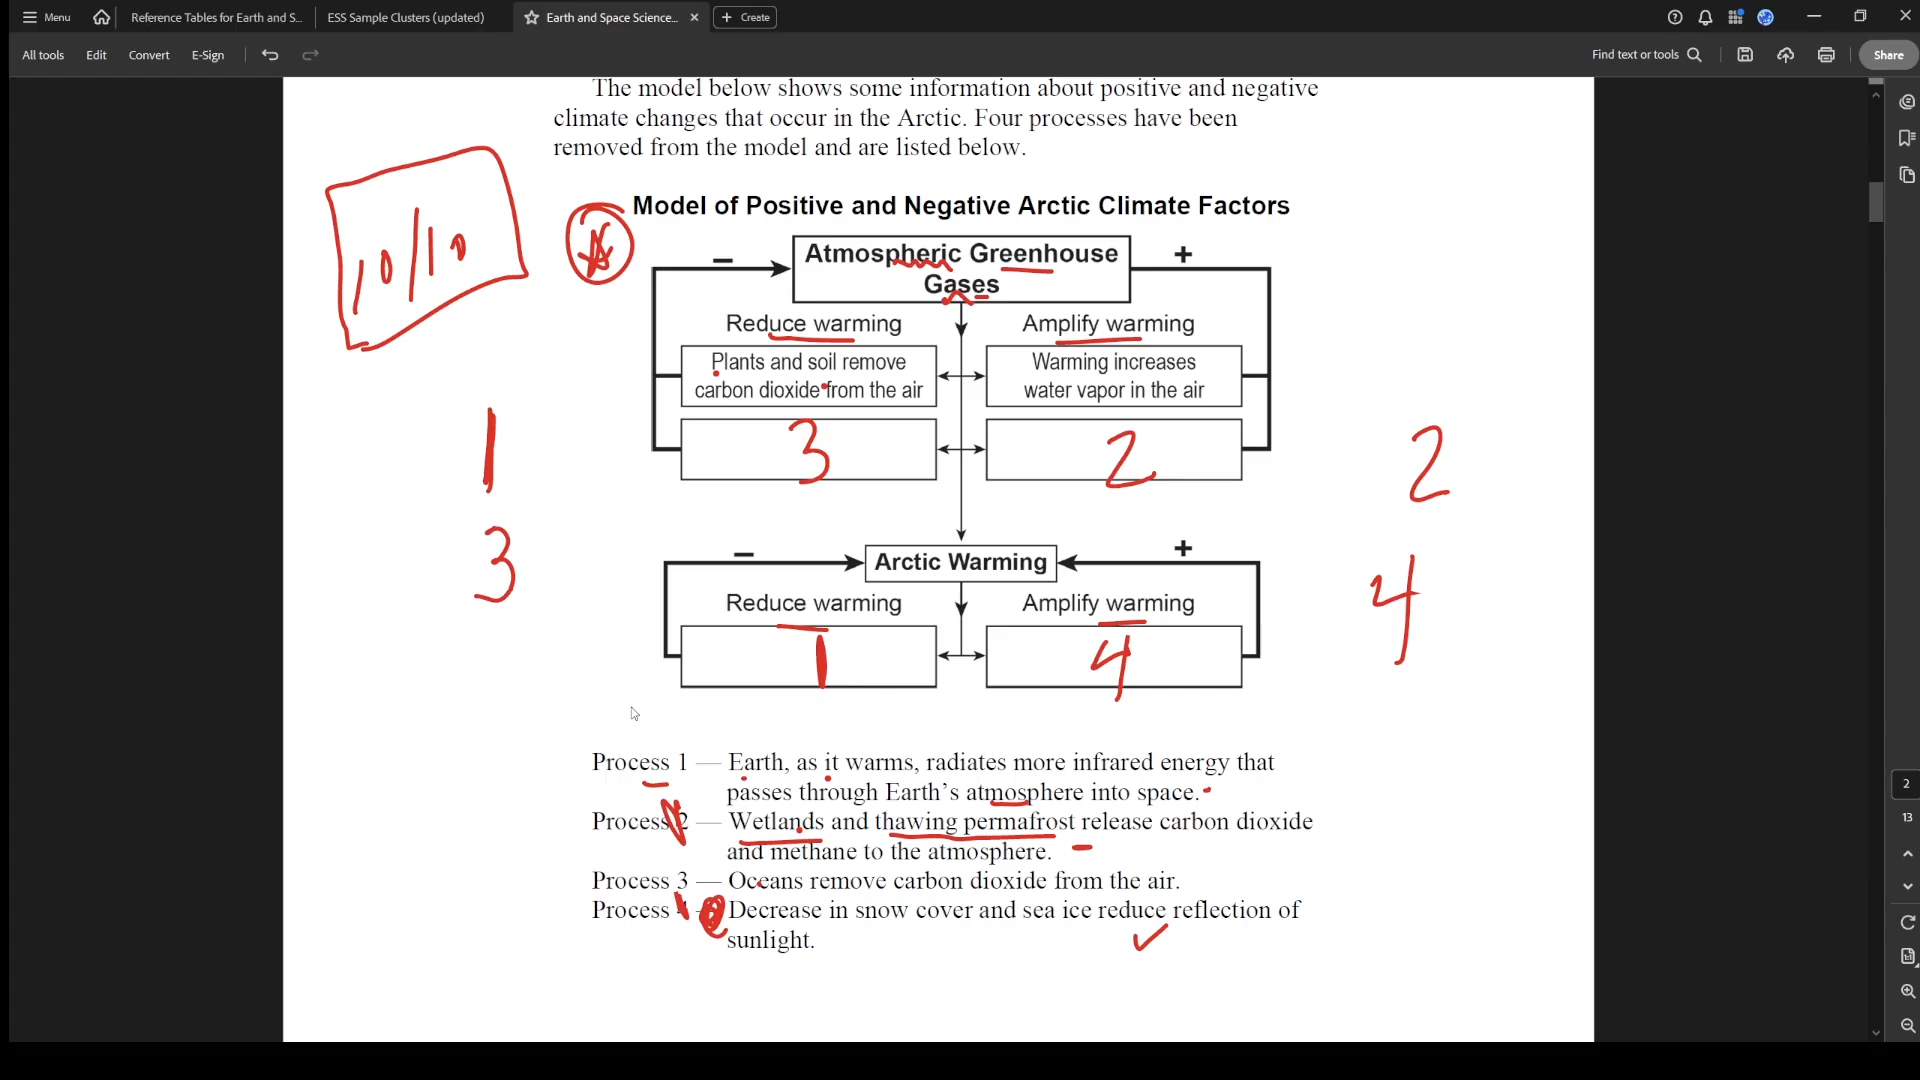 Menu
Reference Tables for Earth and S...
ESS Sample Clusters (updated)
Earth and Space Science...
Create
All tools
Edit
Convert
E-Sign
Find text or tools
Share
The model below shows some information about positive and negative
climate changes that occur in the Arctic. Four processes have been
removed from the model and are listed below.
10/10
Model of Positive and Negative Arctic Climate Factors
− Atmospheric Greenhouse +
Gases
Reduce warming Amplify warming
Plants and soil remove
carbon dioxide from the air
Warming increases
water vapor in the air
1 3 2 2
3 4
− Arctic Warming +
Reduce warming Amplify warming
1 4
Process 1 — Earth, as it warms, radiates more infrared energy that
passes through Earth's atmosphere into space.
Process 2 — Wetlands and thawing permafrost release carbon dioxide
and methane to the atmosphere.
Process 3 — Oceans remove carbon dioxide from the air.
Process 4 — Decrease in snow cover and sea ice reduce reflection of
sunlight.
2
13